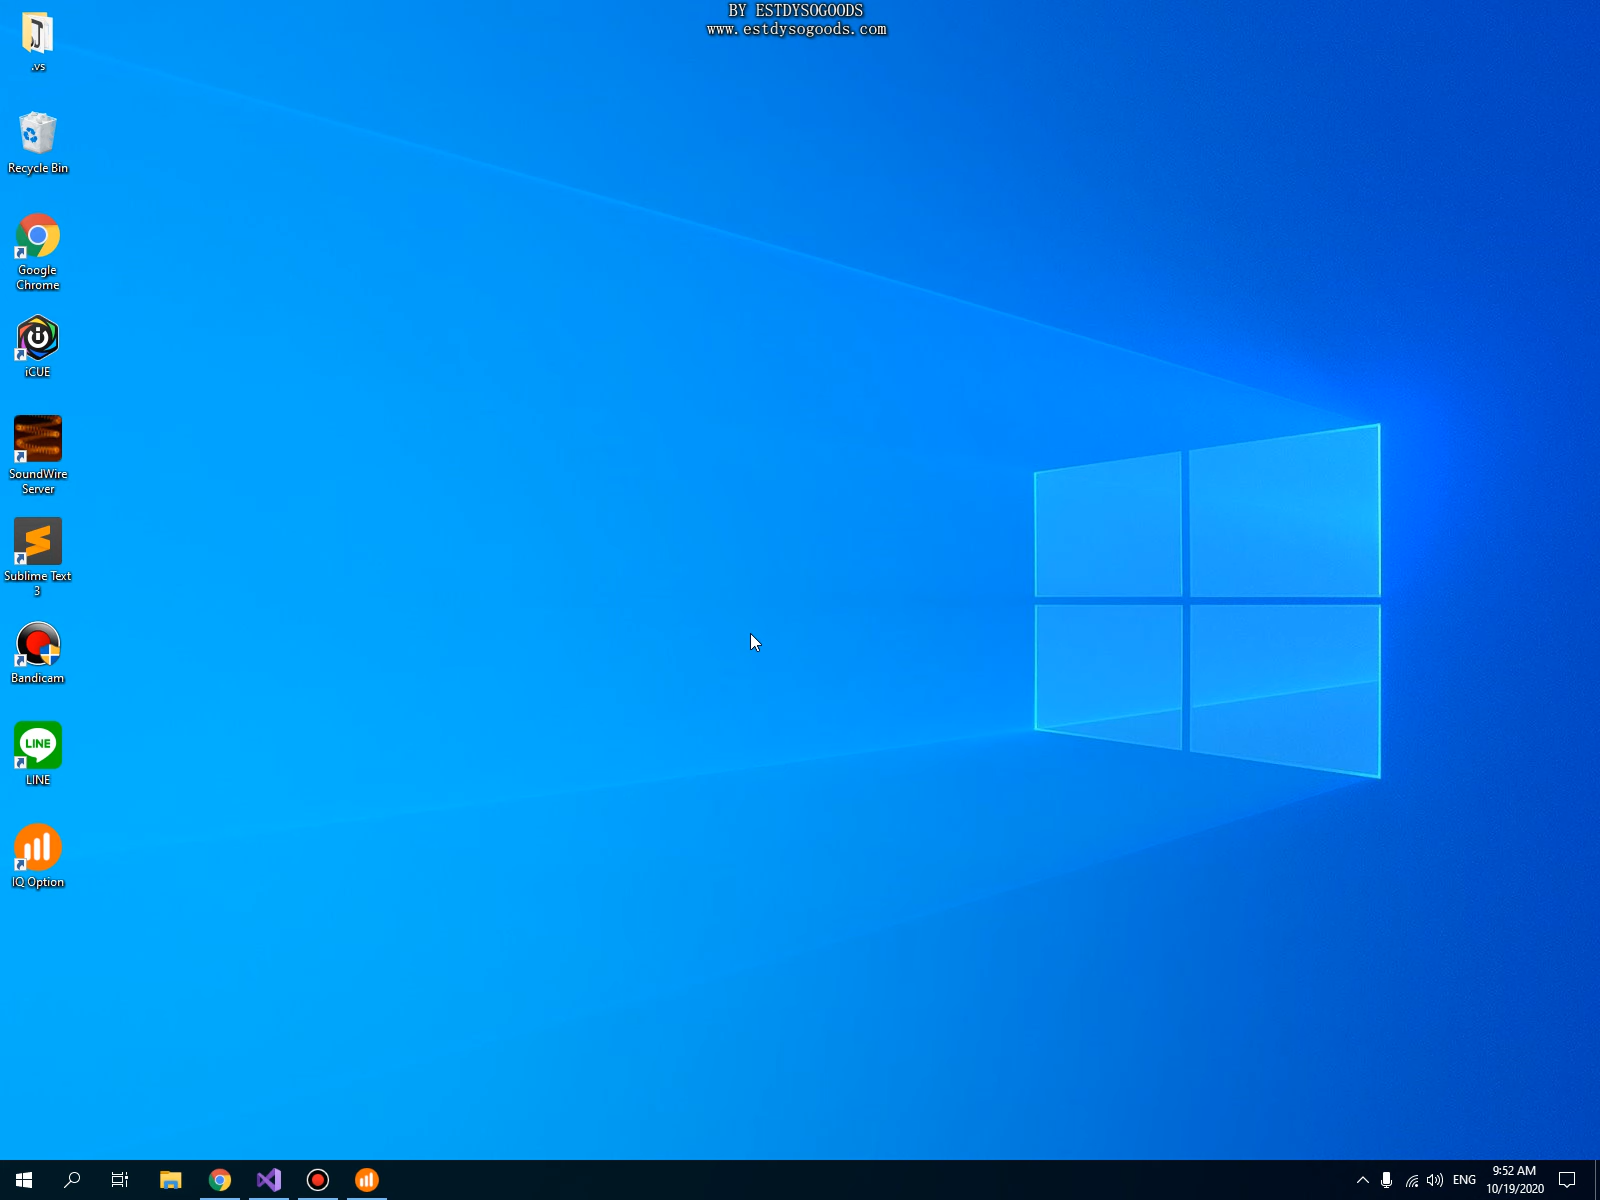 BY ESTDYSOGOODS
www.estdysogoods.com
.vs
Recycle Bin
Google
Chrome
iCUE
SoundWire
Server
Sublime Text
3
Bandicam
LINE
LINE
IQ Option
ENG
9:52 AM
10/19/2020